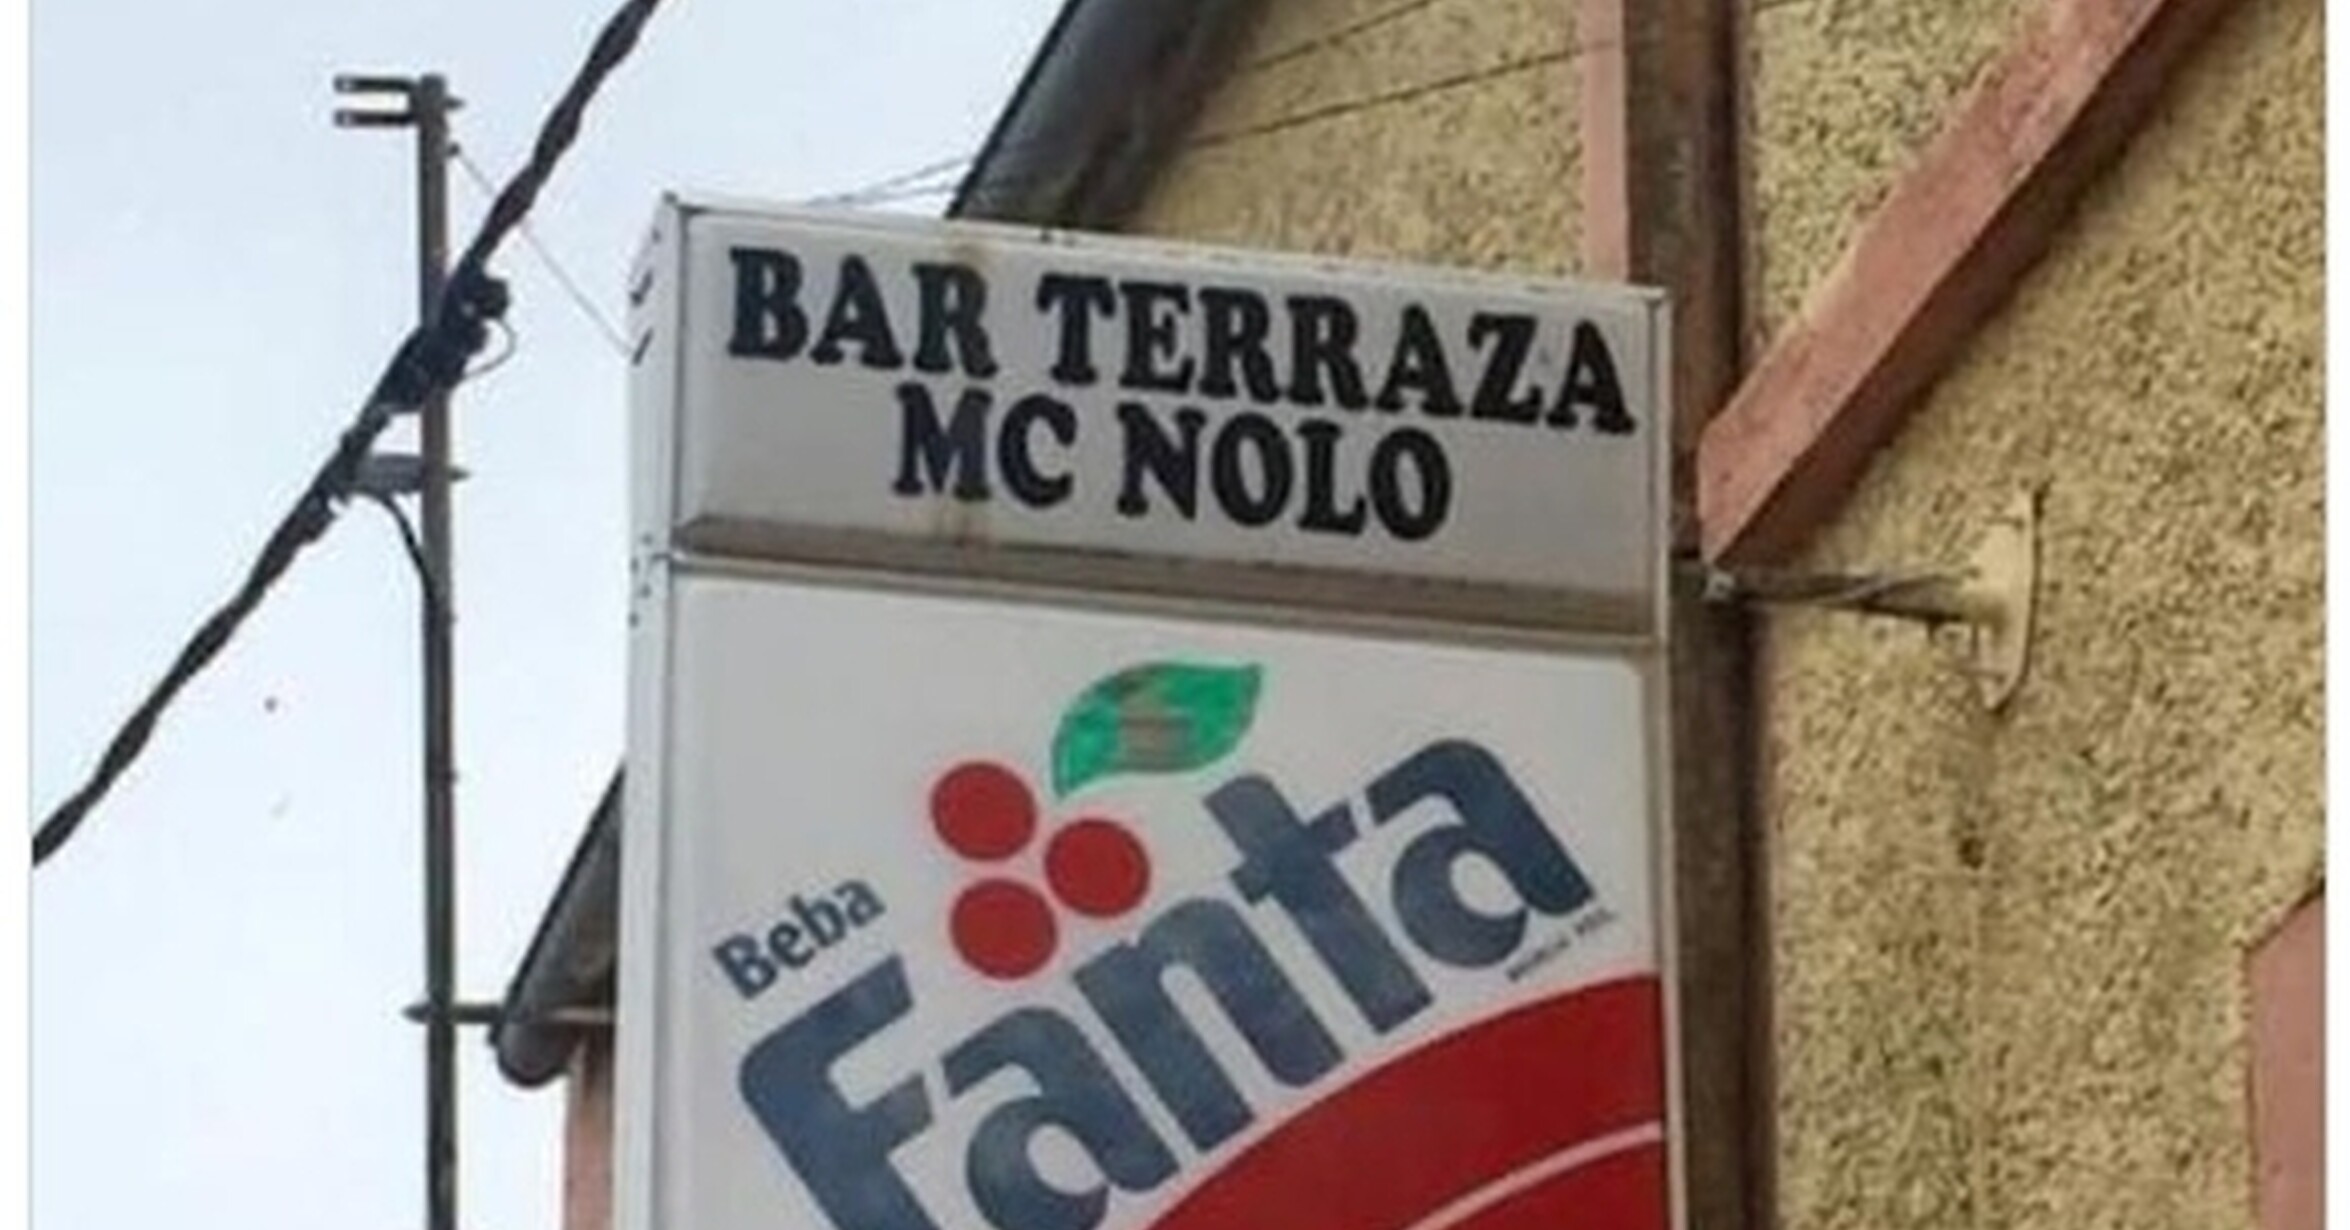 BAR TERRAZA
MC NOLO
Beba
Fanta